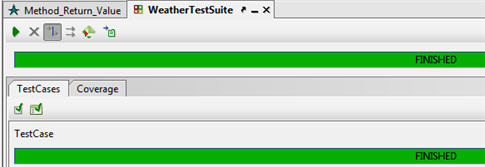 Method_Return_Value WeatherTestSuite
FINISHED
TestCases Coverage
TestCase
FINISHED